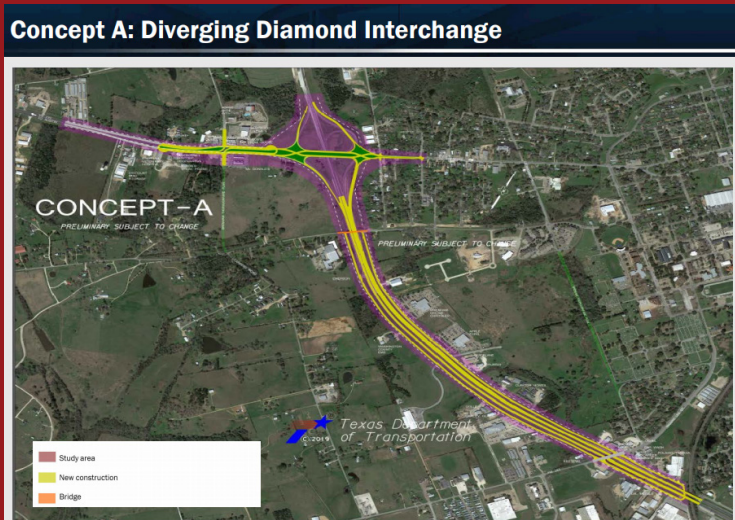 Concept A: Diverging Diamond Interchange
CONCEPT-A
PRELIMINARY SUBJECT TO CHANGE
PRELIMINARY SUBJECT TO CHANGE
Texas Department
of Transportation
C.2019
Study area
New construction
Bridge